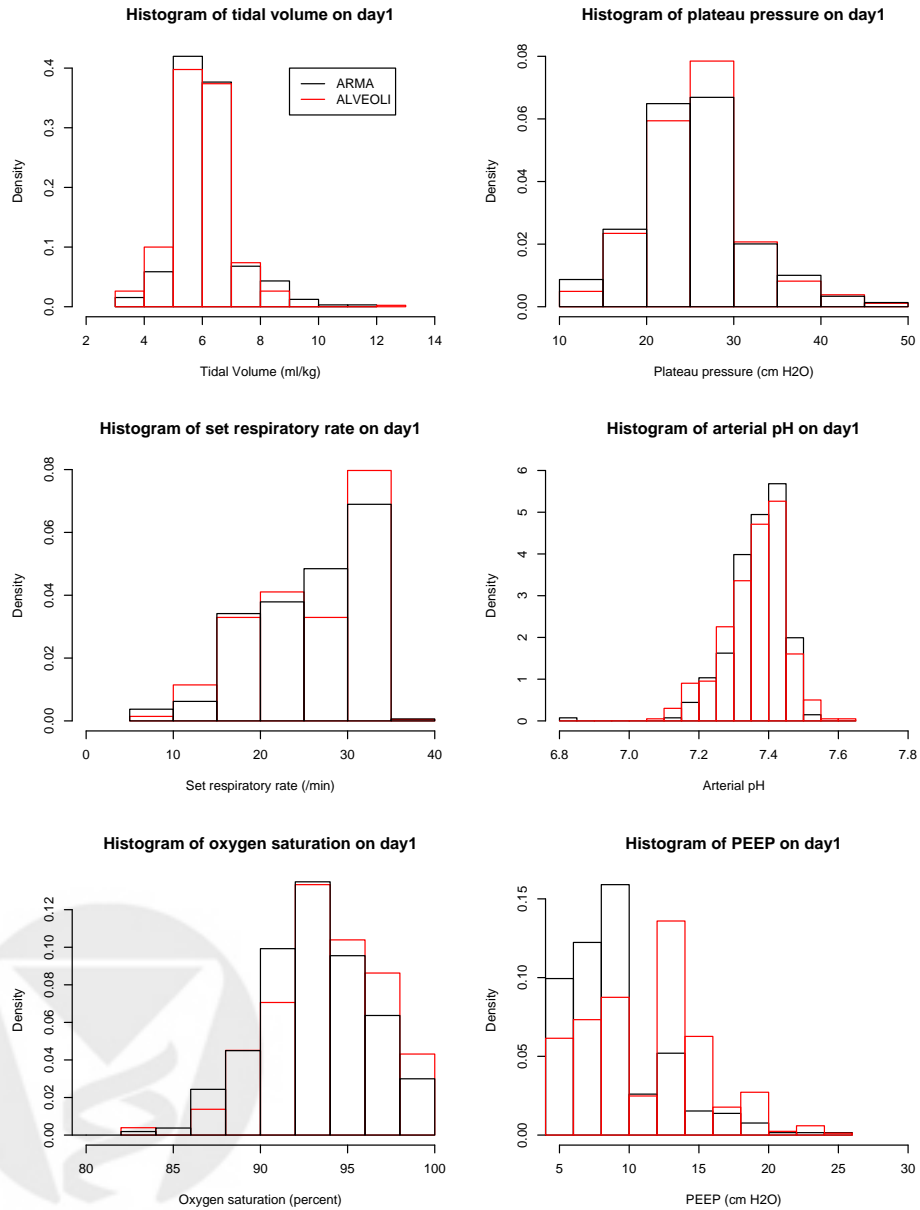 Histogram of tidal volume on day1
ARMA
ALVEOLI
Density
0.0 0.1 0.2 0.3 0.4
2 4 6 8 10 12 14
Tidal Volume (ml/kg)
Histogram of plateau pressure on day1
Density
0.00 0.02 0.04 0.06 0.08
10 20 30 40 50
Plateau pressure (cm H2O)
Histogram of set respiratory rate on day1
Density
0.00 0.02 0.04 0.06 0.08
0 10 20 30 40
Set respiratory rate (/min)
Histogram of arterial pH on day1
Density
0 1 2 3 4 5 6
6.8 7.0 7.2 7.4 7.6 7.8
Arterial pH
Histogram of oxygen saturation on day1
Density
0.00 0.02 0.04 0.06 0.08 0.10 0.12
80 85 90 95 100
Oxygen saturation (percent)
Histogram of PEEP on day1
Density
0.00 0.05 0.10 0.15
5 10 15 20 25 30
PEEP (cm H2O)